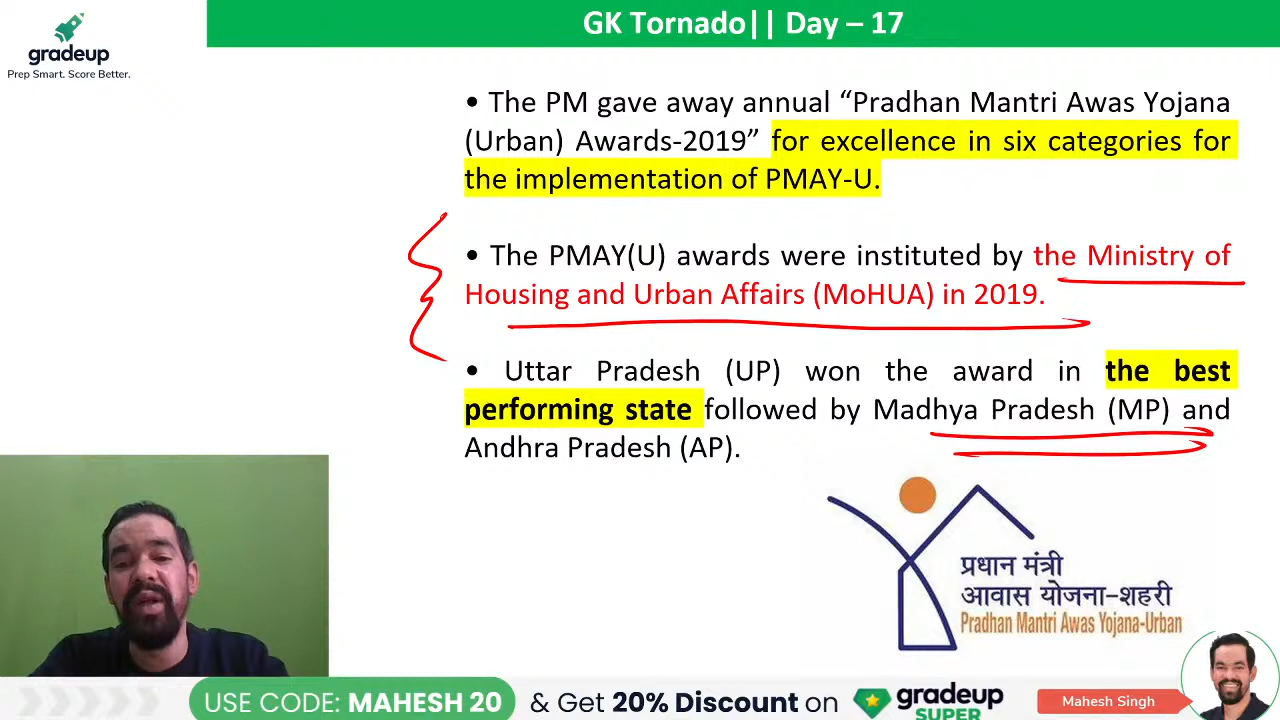 gradeup
Prep Smart. Score Better.
GK Tornado|| Day – 17
• The PM gave away annual “Pradhan Mantri Awas Yojana
(Urban) Awards-2019” for excellence in six categories for
the implementation of PMAY-U.
• The PMAY(U) awards were instituted by the Ministry of
Housing and Urban Affairs (MoHUA) in 2019.
• Uttar Pradesh (UP) won the award in the best
performing state followed by Madhya Pradesh (MP) and
Andhra Pradesh (AP).
प्रधान मंत्री
आवास योजना-शहरी
Pradhan Mantri Awas Yojana-Urban
USE CODE: MAHESH 20 & Get 20% Discount on gradeup
SUPER
Mahesh Singh